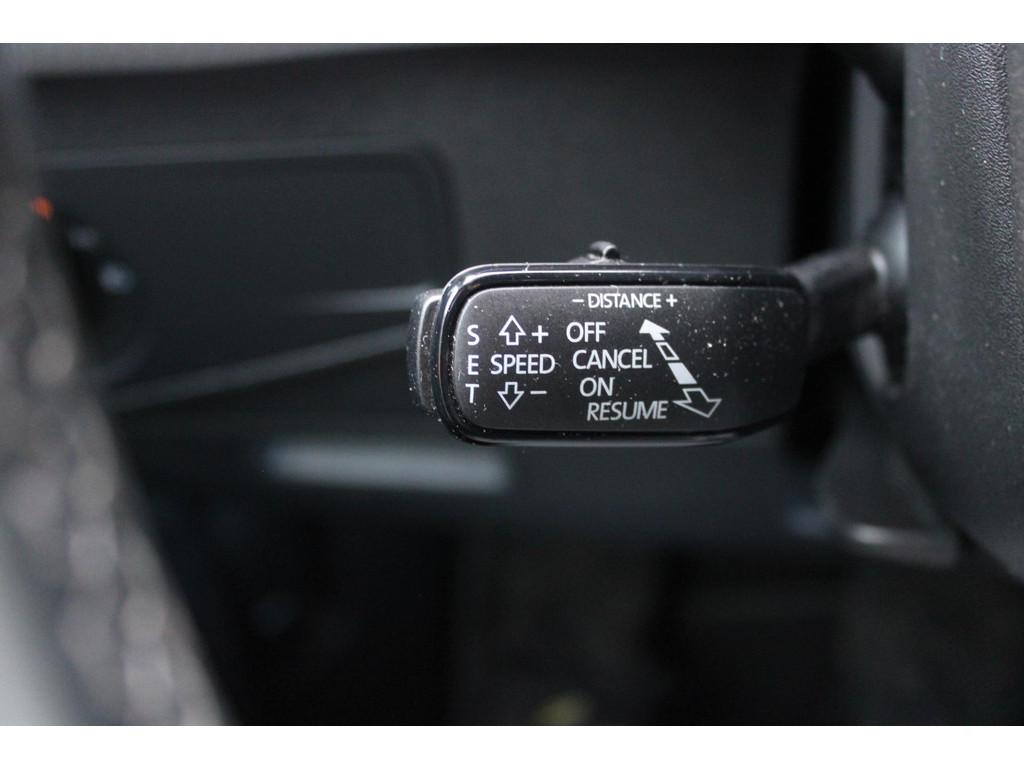 - DISTANCE +
S + OFF
E SPEED CANCEL
T - ON
RESUME